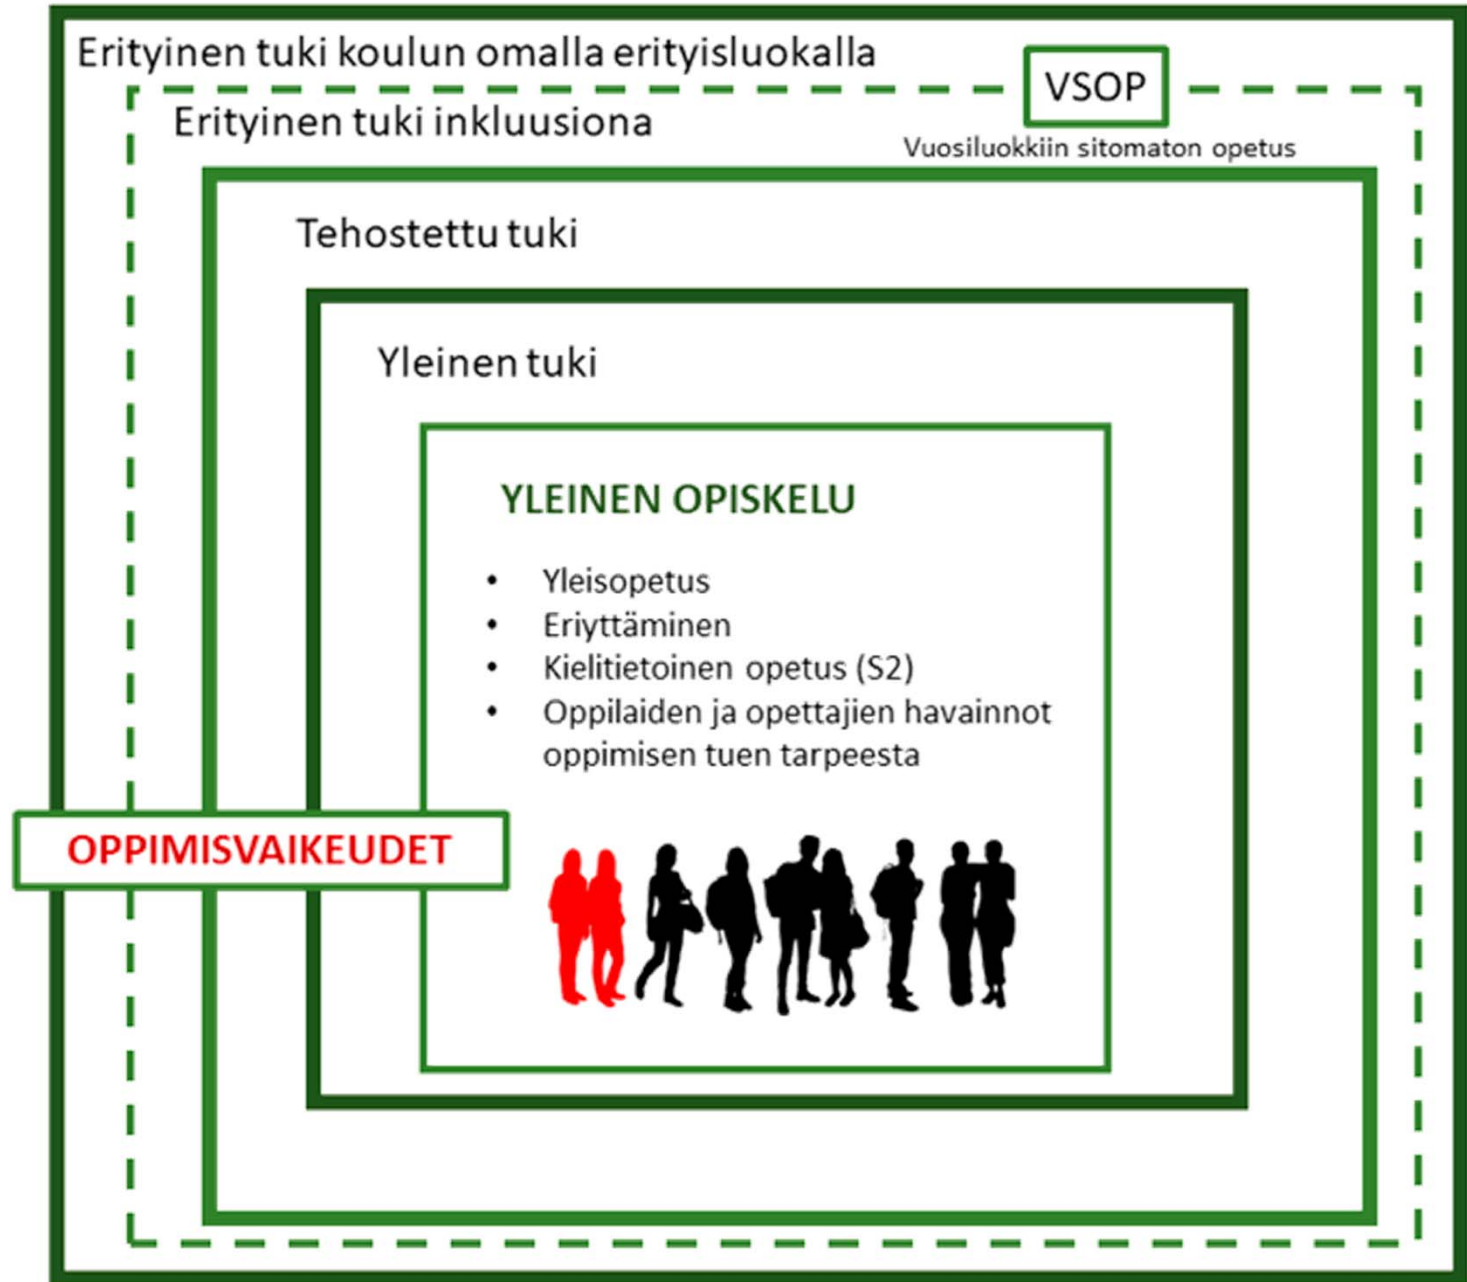 Erityinen tuki koulun omalla erityisluokalla
VSOP
Erityinen tuki inkluusiona
Vuosiluokkiin sitomaton opetus
Tehostettu tuki
Yleinen tuki
YLEINEN OPISKELU
• Yleisopetus
• Eriyttäminen
• Kielitietoinen opetus (S2)
• Oppilaiden ja opettajien havainnot
oppimisen tuen tarpeesta
OPPIMISVAIKEUDET